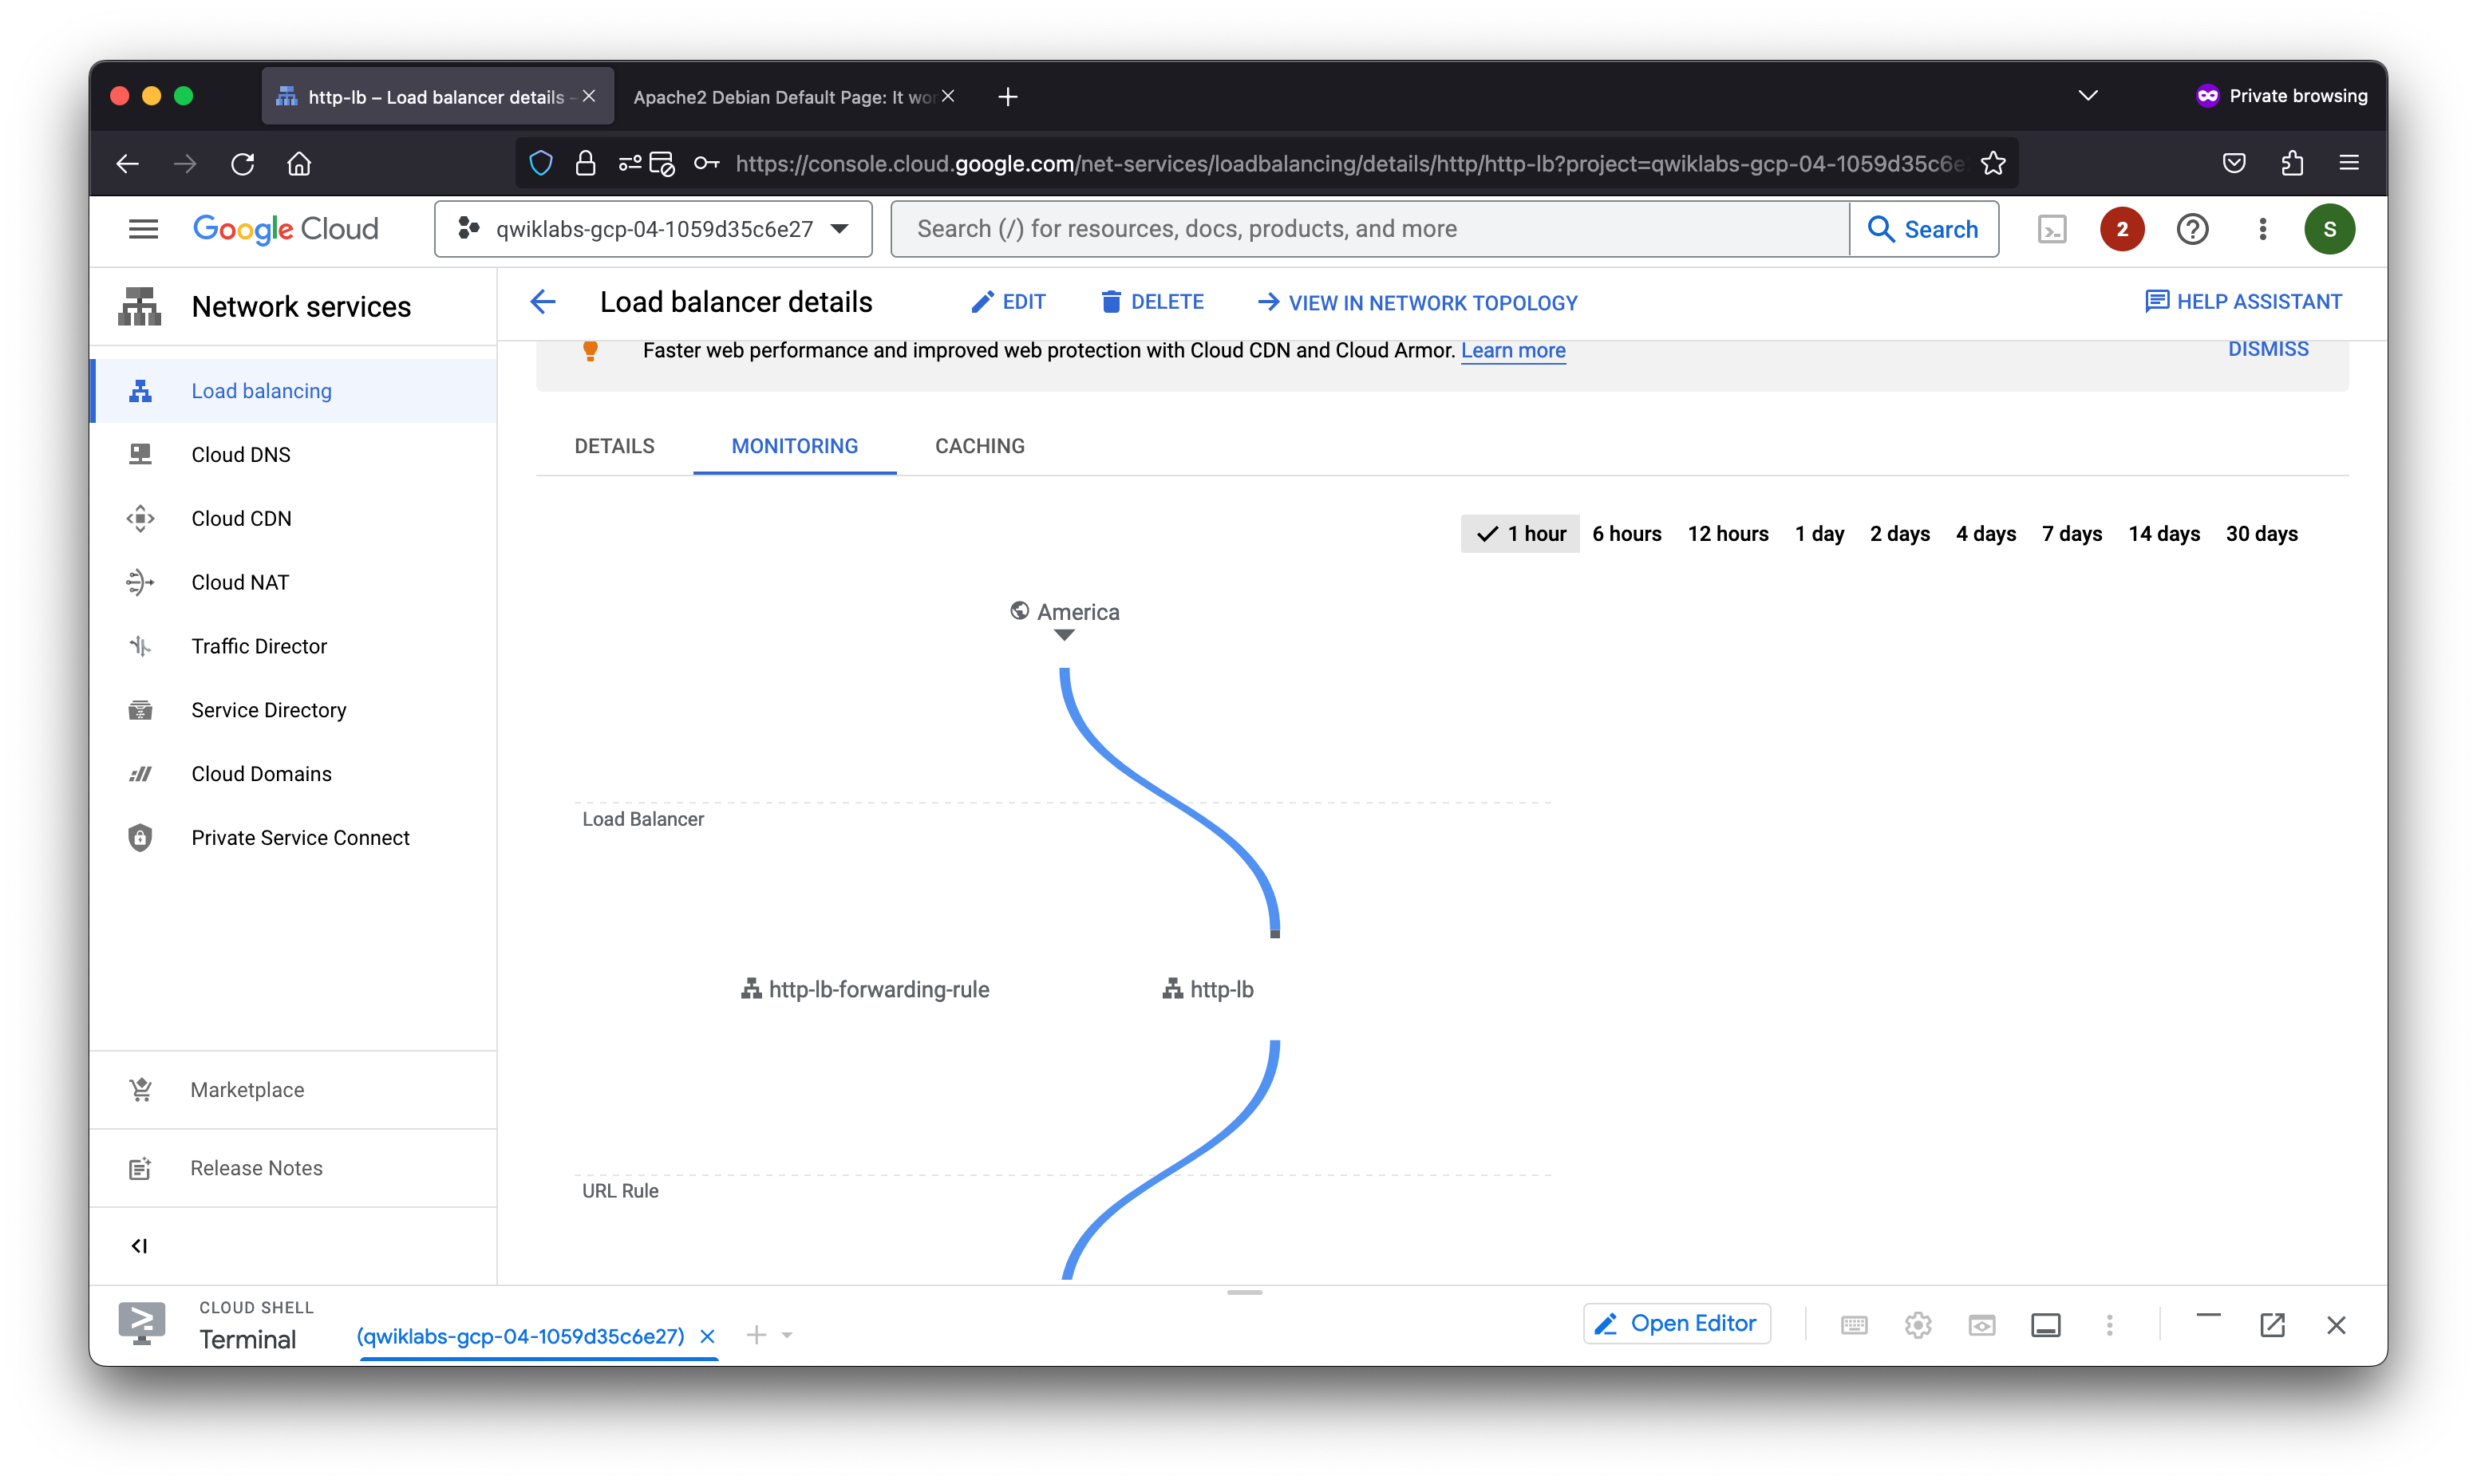 http-lb – Load balancer details –
Apache2 Debian Default Page: It wor
Private browsing
https://console.cloud.google.com/net-services/loadbalancing/details/http/http-lb?project=qwiklabs-gcp-04-1059d35c6e
Google Cloud
qwiklabs-gcp-04-1059d35c6e27
Search (/) for resources, docs, products, and more
Search
2
S
Network services
Load balancer details
EDIT
DELETE
VIEW IN NETWORK TOPOLOGY
HELP ASSISTANT
Faster web performance and improved web protection with Cloud CDN and Cloud Armor. Learn more
DISMISS
Load balancing
Cloud DNS
Cloud CDN
Cloud NAT
Traffic Director
Service Directory
Cloud Domains
Private Service Connect
Marketplace
Release Notes
DETAILS
MONITORING
CACHING
1 hour
6 hours
12 hours
1 day
2 days
4 days
7 days
14 days
30 days
America
Load Balancer
http-lb-forwarding-rule
http-lb
URL Rule
CLOUD SHELL
Terminal
(qwiklabs-gcp-04-1059d35c6e27)
Open Editor